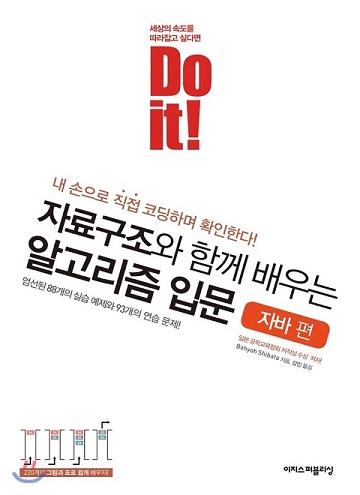 세상의 속도를
따라잡고 싶다면
Do
it!
내 손으로 직접 코딩하며 확인한다!
자료구조와 함께 배우는
알고리즘 입문
자바 편
엄선된 88개의 실습 예제와 93개의 연습 문제!
일본 공학교육협회 저작상 수상 저자!
Bohyoh Shibata 지음, 강민 옮김
220개의 그림과 표로 쉽게 배우자!
이지스퍼블리싱